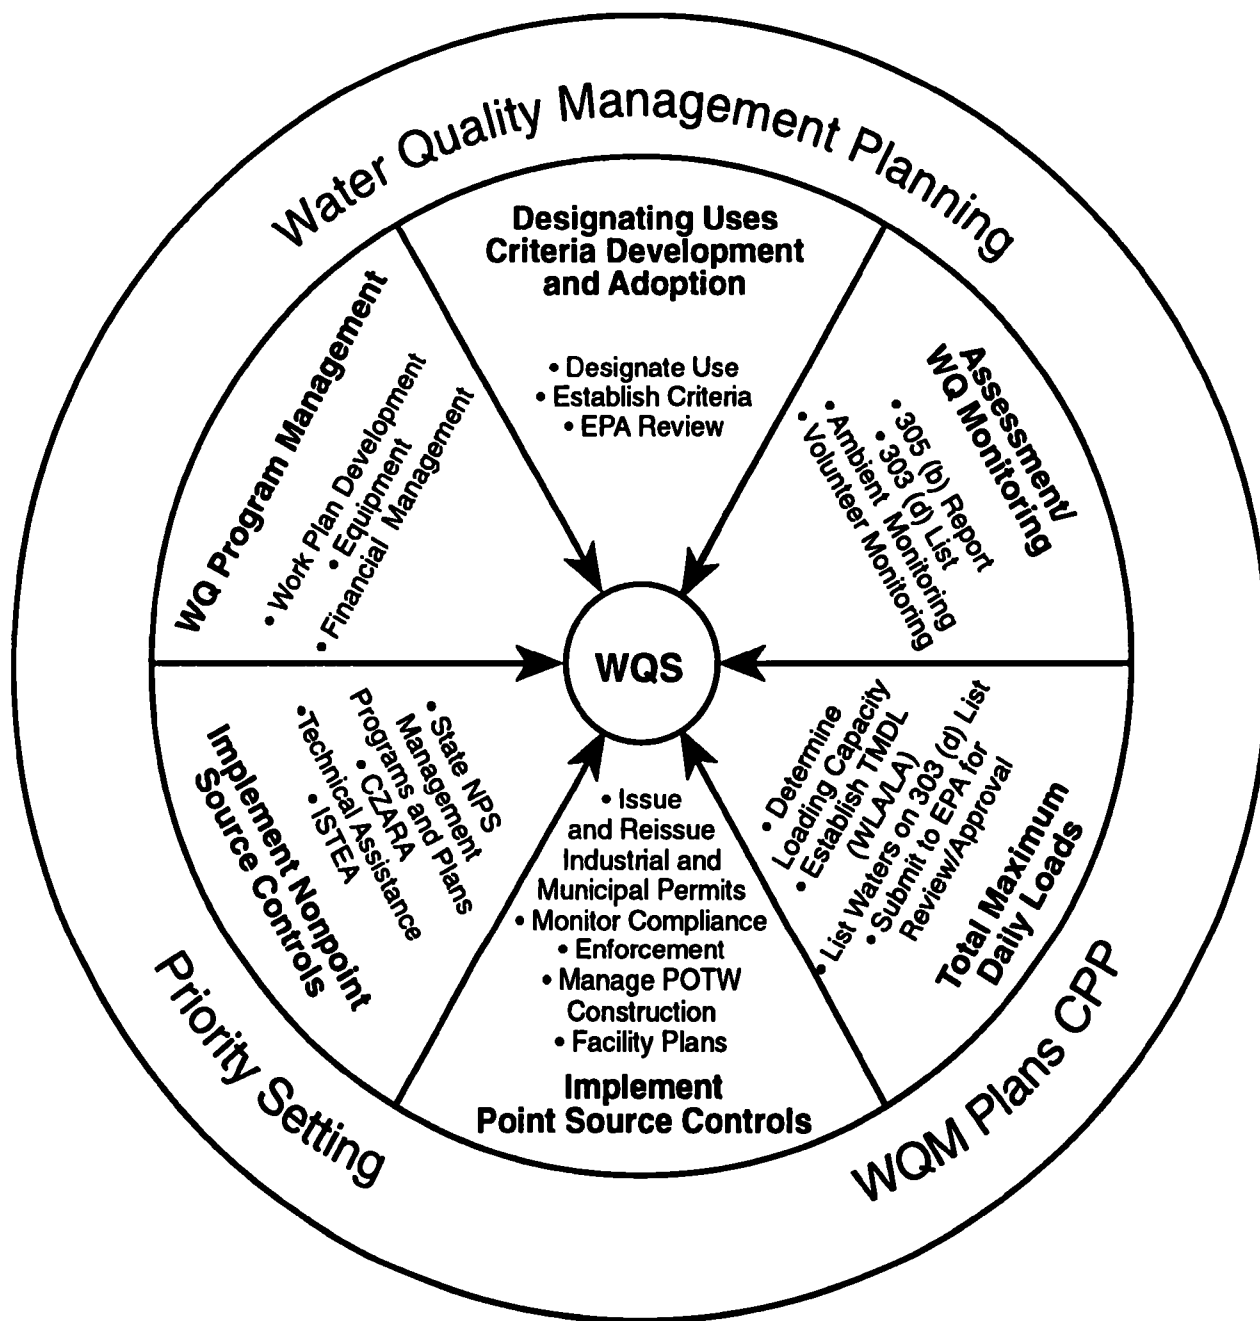 Water Quality Management Planning
Designating Uses
Criteria Development
and Adoption
• Designate Use
• Establish Criteria
• EPA Review
Assessment/
WQ Monitoring
• 305 (b) Report
• 303 (d) List
• Ambient Monitoring
• Volunteer Monitoring
• Determine
Loading Capacity
• Establish TMDL
(WLA/LA)
• List Waters on 303 (d) List
• Submit to EPA for
Review/Approval
Total Maximum
Daily Loads
• Issue
and Reissue
Industrial and
Municipal Permits
• Monitor Compliance
• Enforcement
• Manage POTW
Construction
• Facility Plans
Implement
Point Source Controls
• State NPS
Management
Programs and Plans
• CZARA
•Technical Assistance
• ISTEA
Implement Nonpoint
Source Controls
WQ Program Management
• Work Plan Development
• Equipment
• Financial Management
WQS
Priority Setting
WQM Plans CPP